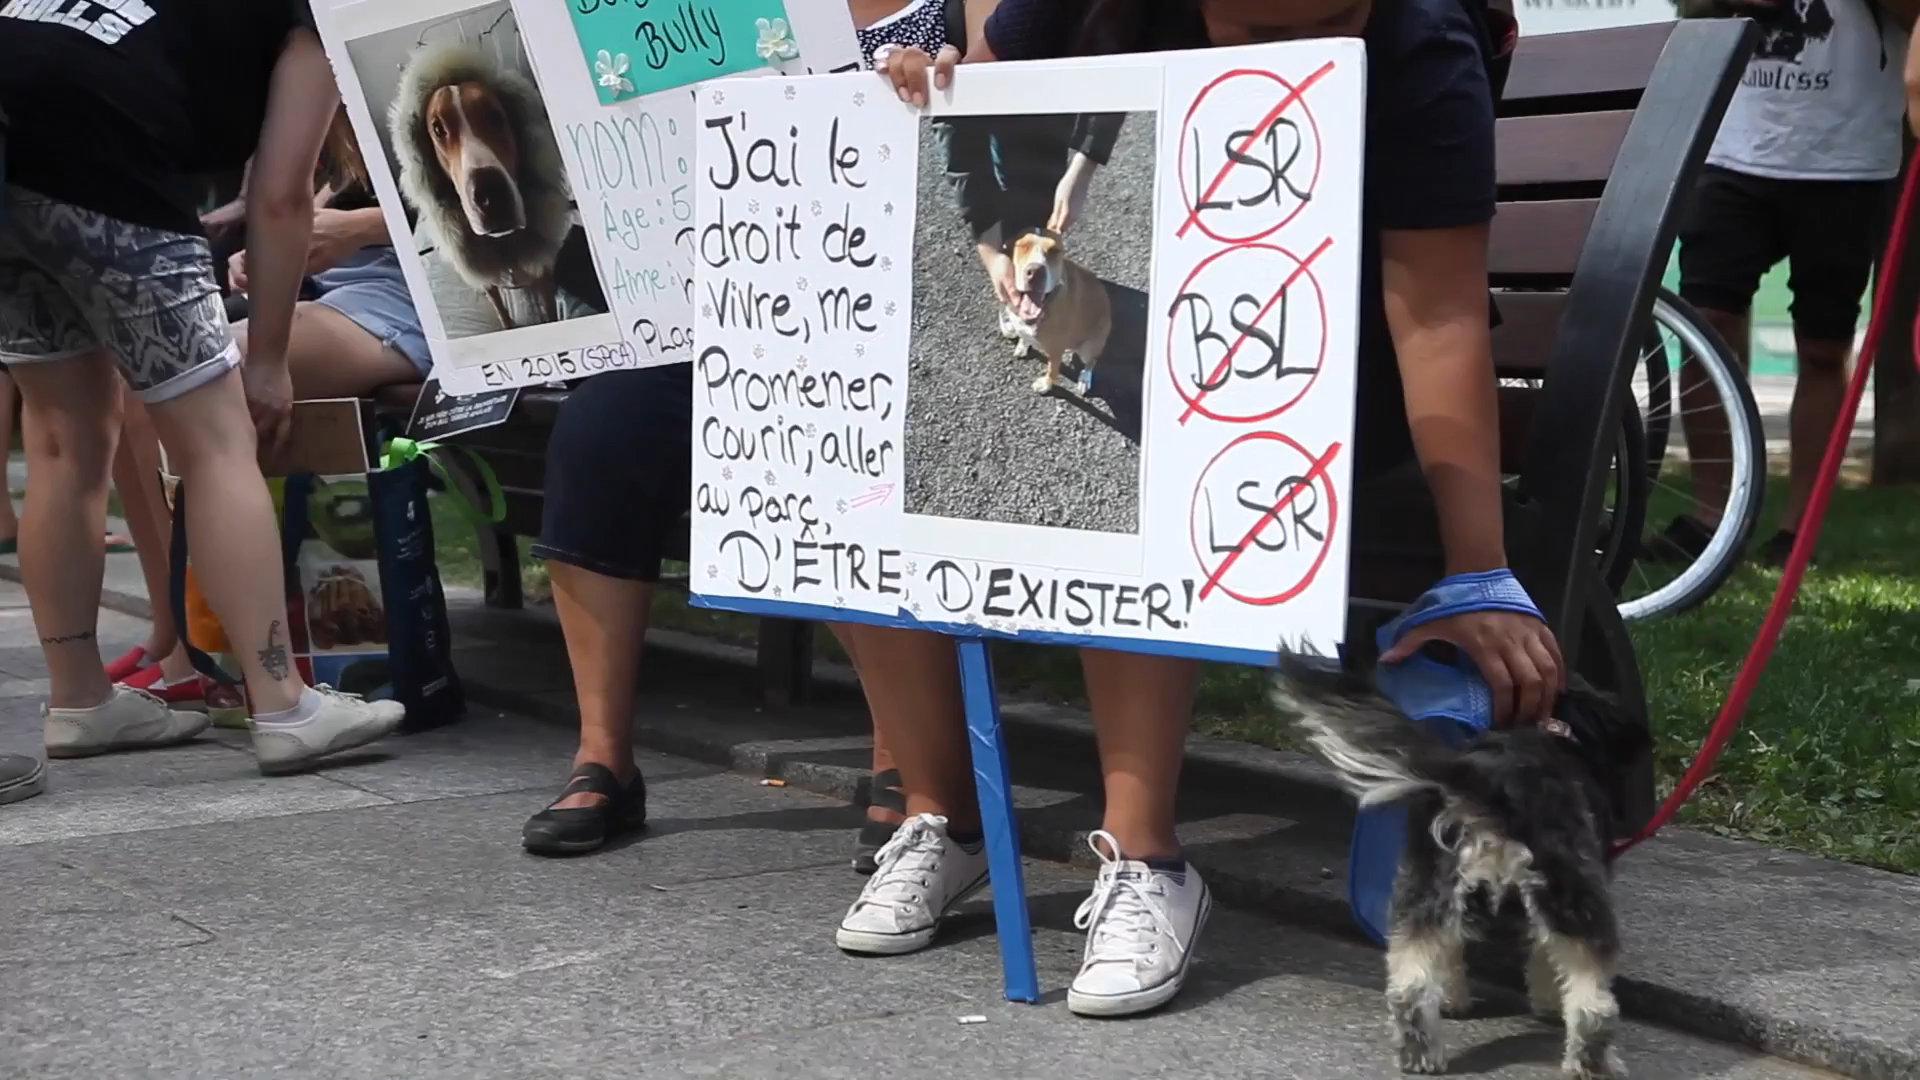 Bully
nom:
Âge: 5
Aime:
EN 2015 (SPCA)
J'ai le
droit de
vivre, me
Promener,
courir, aller
au parc,
D'ÊTRE, D'EXISTER!
LSR
BSL
LSR